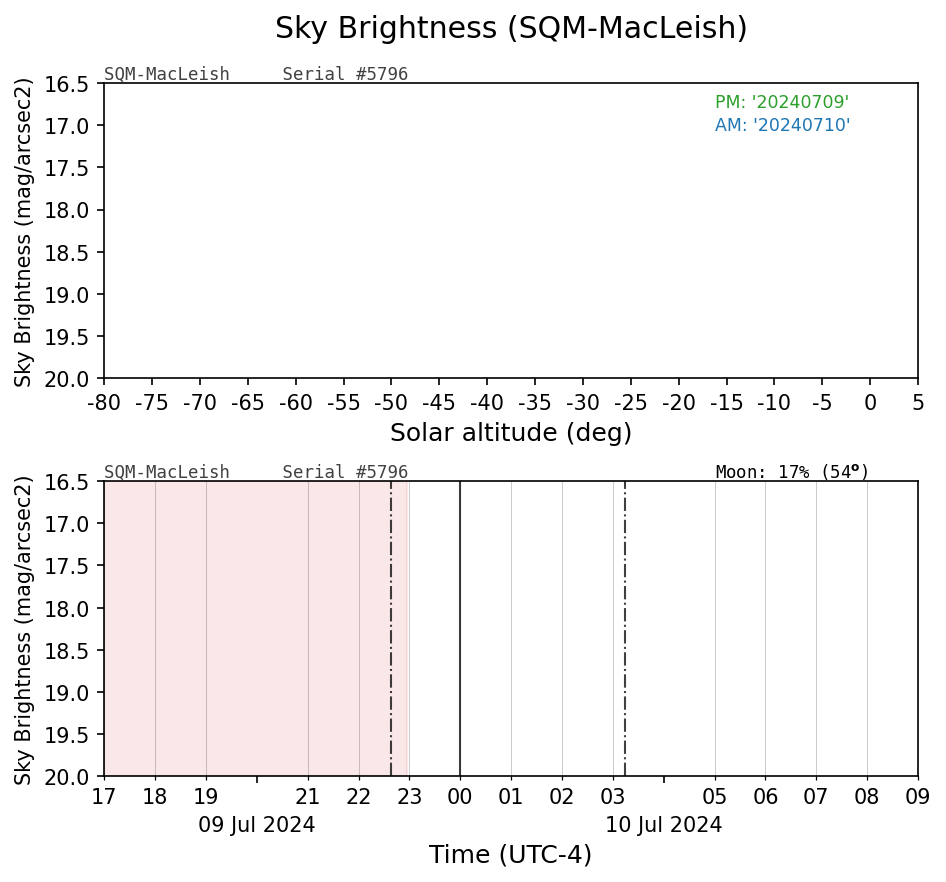 Sky Brightness (SQM-MacLeish)
SQM-MacLeish Serial #5796
PM: '20240709'
AM: '20240710'
Sky Brightness (mag/arcsec2)
16.5
17.0
17.5
18.0
18.5
19.0
19.5
20.0
-80 -75 -70 -65 -60 -55 -50 -45 -40 -35 -30 -25 -20 -15 -10 -5 0 5
Solar altitude (deg)
SQM-MacLeish Serial #5796 Moon: 17% (54º)
Sky Brightness (mag/arcsec2)
16.5
17.0
17.5
18.0
18.5
19.0
19.5
20.0
17 18 19 21 22 23 00 01 02 03 05 06 07 08 09
09 Jul 2024 10 Jul 2024
Time (UTC-4)